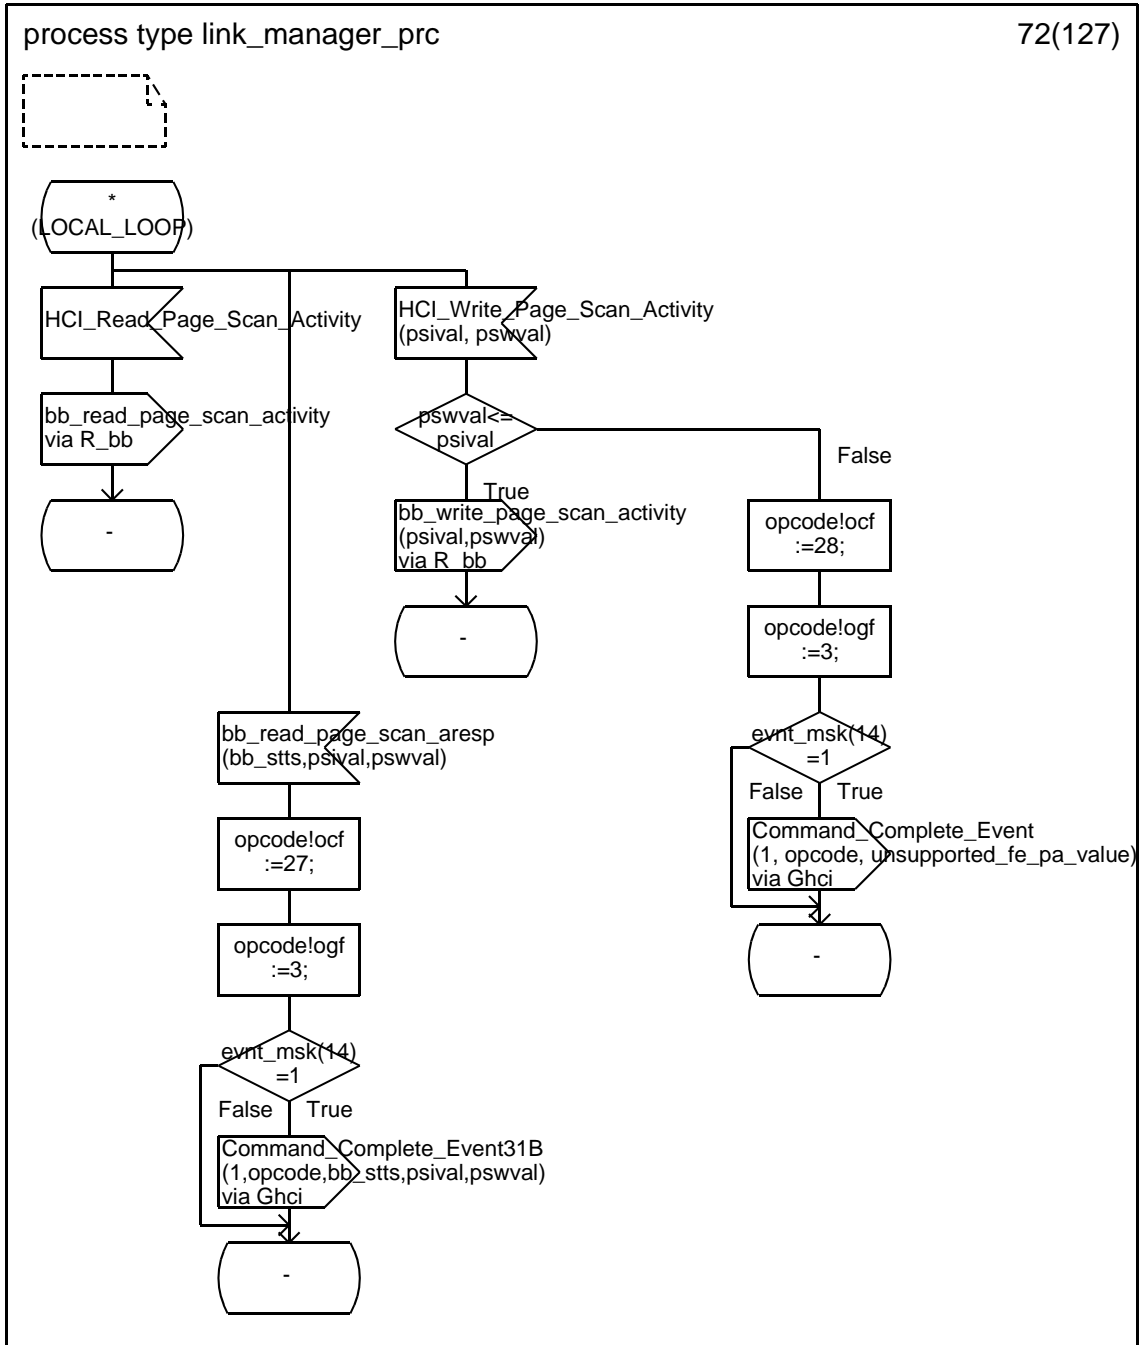 process type link_manager_prc
72(127)
*
(LOCAL_LOOP)
HCI_Read_Page_Scan_Activity
bb_read_page_scan_activity
via R_bb
-
HCI_Write_Page_Scan_Activity
(psival, pswval)
pswval<=
psival
False
True
bb_write_page_scan_activity
(psival,pswval)
via R_bb
-
opcode!ocf
:=28;
opcode!ogf
:=3;
evnt_msk(14)
=1
False
True
Command_Complete_Event
(1, opcode, unsupported_fe_pa_value)
via Ghci
-
bb_read_page_scan_aresp
(bb_stts,psival,pswval)
opcode!ocf
:=27;
opcode!ogf
:=3;
evnt_msk(14)
=1
False
True
Command_Complete_Event31B
(1,opcode,bb_stts,psival,pswval)
via Ghci
-